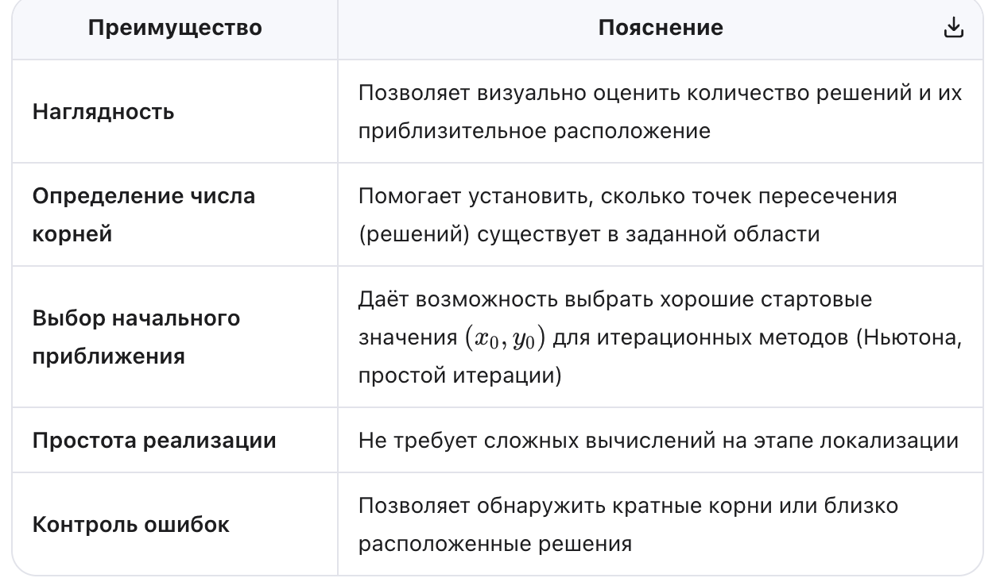 Преимущество
Пояснение
Наглядность
Позволяет визуально оценить количество решений и их
приблизительное расположение
Определение числа
корней
Помогает установить, сколько точек пересечения
(решений) существует в заданной области
Выбор начального
приближения
Даёт возможность выбрать хорошие стартовые
значения (x₀, y₀) для итерационных методов (Ньютона,
простой итерации)
Простота реализации
Не требует сложных вычислений на этапе локализации
Контроль ошибок
Позволяет обнаружить кратные корни или близко
расположенные решения